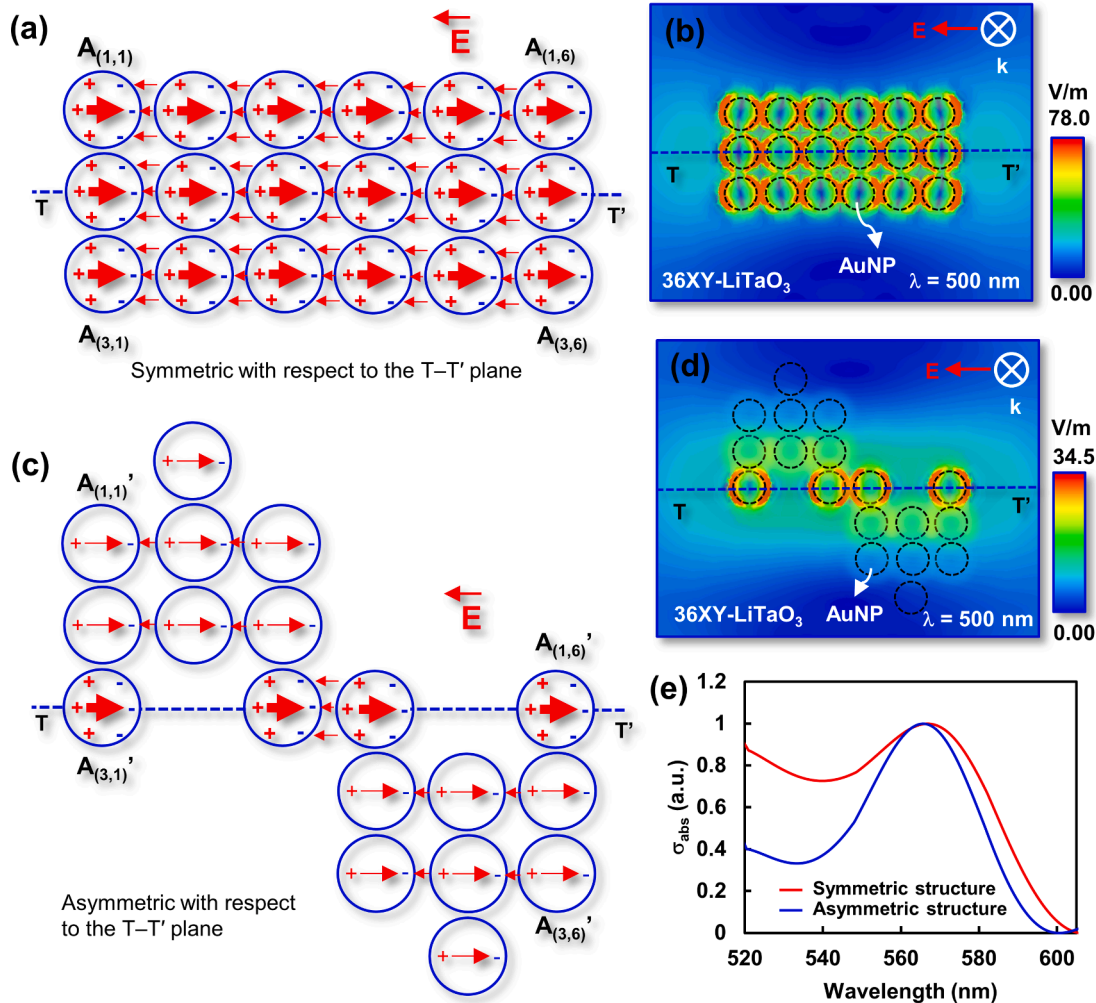 (a)
E
A(1,1)
A(1,6)
T
T'
A(3,1)
A(3,6)
Symmetric with respect to the T–T′ plane
(b)
E
k
V/m
78.0
T
T'
AuNP
36XY-LiTaO3
λ = 500 nm
0.00
(c)
A(1,1)'
E
A(1,6)'
T
T'
A(3,1)'
A(3,6)'
Asymmetric with respect
to the T–T′ plane
(d)
E
k
V/m
34.5
T
T'
AuNP
36XY-LiTaO3
λ = 500 nm
0.00
(e)
1.2
1
0.8
0.6
0.4
0.2
0
σabs (a.u.)
Symmetric structure
Asymmetric structure
520
540
560
580
600
Wavelength (nm)